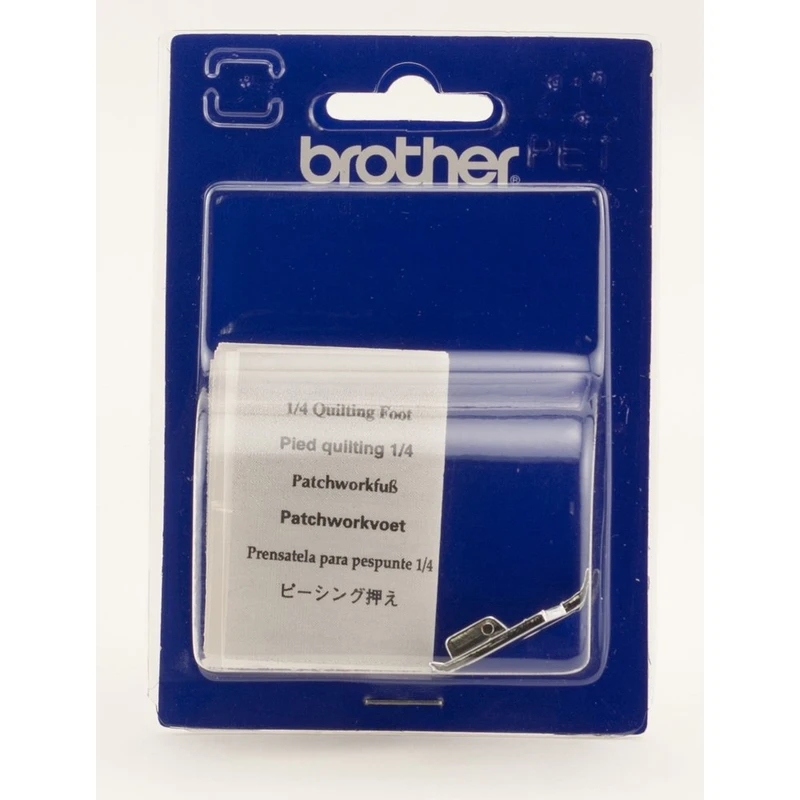 brother®
PET
1/4 Quilting Foot
Pied quilting 1/4
Patchworkfuß
Patchworkvoet
Prensatela para pespunte 1/4
ピーシング押え